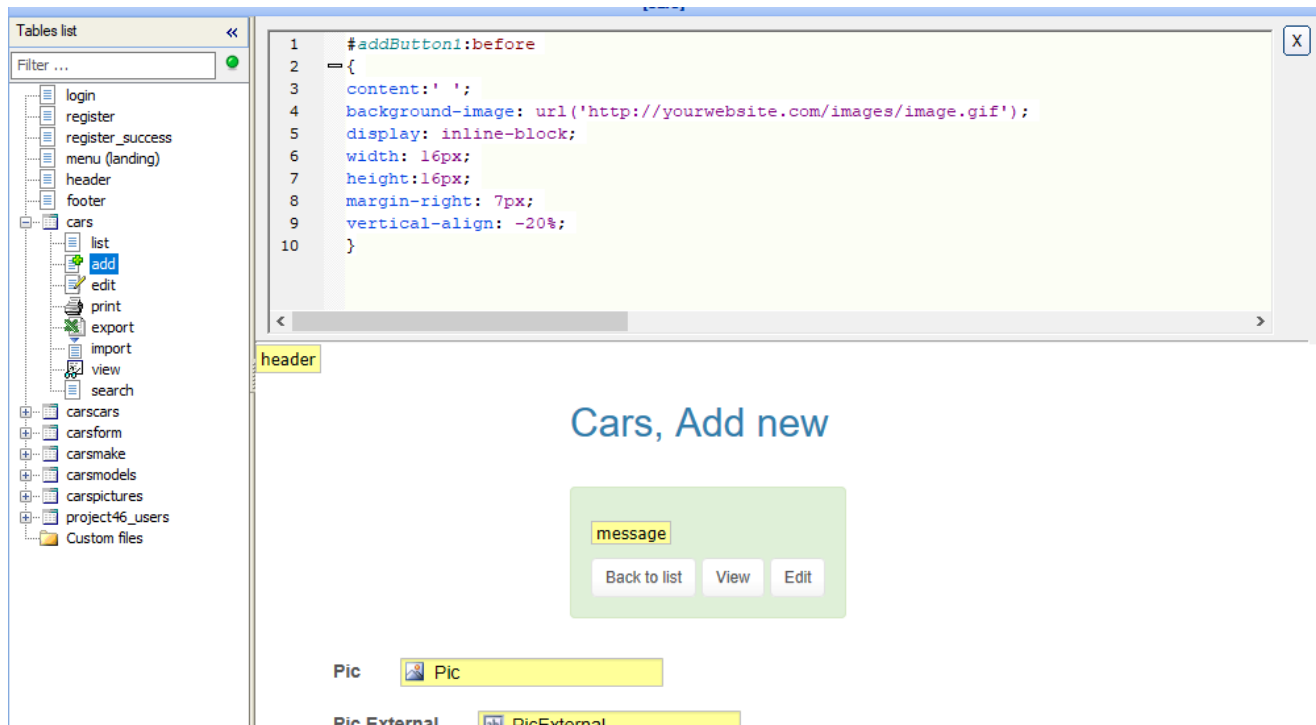 Tables list «
Filter ...
login
register
register_success
menu (landing)
header
footer
cars
list
add
edit
print
export
import
view
search
carscars
carsform
carsmake
carsmodels
carspictures
project46_users
Custom files
X
1 #addButton1:before
2 {
3 content:' ';
4 background-image: url('http://yourwebsite.com/images/image.gif');
5 display: inline-block;
6 width: 16px;
7 height:16px;
8 margin-right: 7px;
9 vertical-align: -20%;
10 }
header
Cars, Add new
message
Back to list View Edit
Pic Pic
Pic External PicExternal